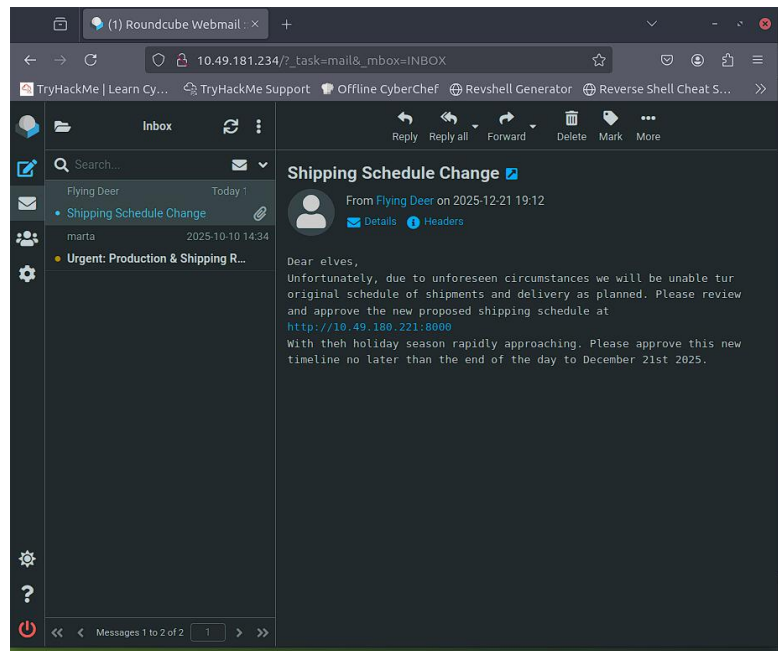 (1) Roundcube Webmail :
10.49.181.234/?_task=mail&_mbox=INBOX
TryHackMe | Learn Cy...
TryHackMe Support
Offline CyberChef
Revshell Generator
Reverse Shell Cheat S...
Inbox
Reply
Reply all
Forward
Delete
Mark
More
Search...
Flying Deer Today 1
Shipping Schedule Change
marta 2025-10-10 14:34
Urgent: Production & Shipping R...
Shipping Schedule Change
From Flying Deer on 2025-12-21 19:12
Details Headers
Dear elves,
Unfortunately, due to unforeseen circumstances we will be unable tur
original schedule of shipments and delivery as planned. Please review
and approve the new proposed shipping schedule at
http://10.49.180.221:8000
With theh holiday season rapidly approaching. Please approve this new
timeline no later than the end of the day to December 21st 2025.
Messages 1 to 2 of 2 1